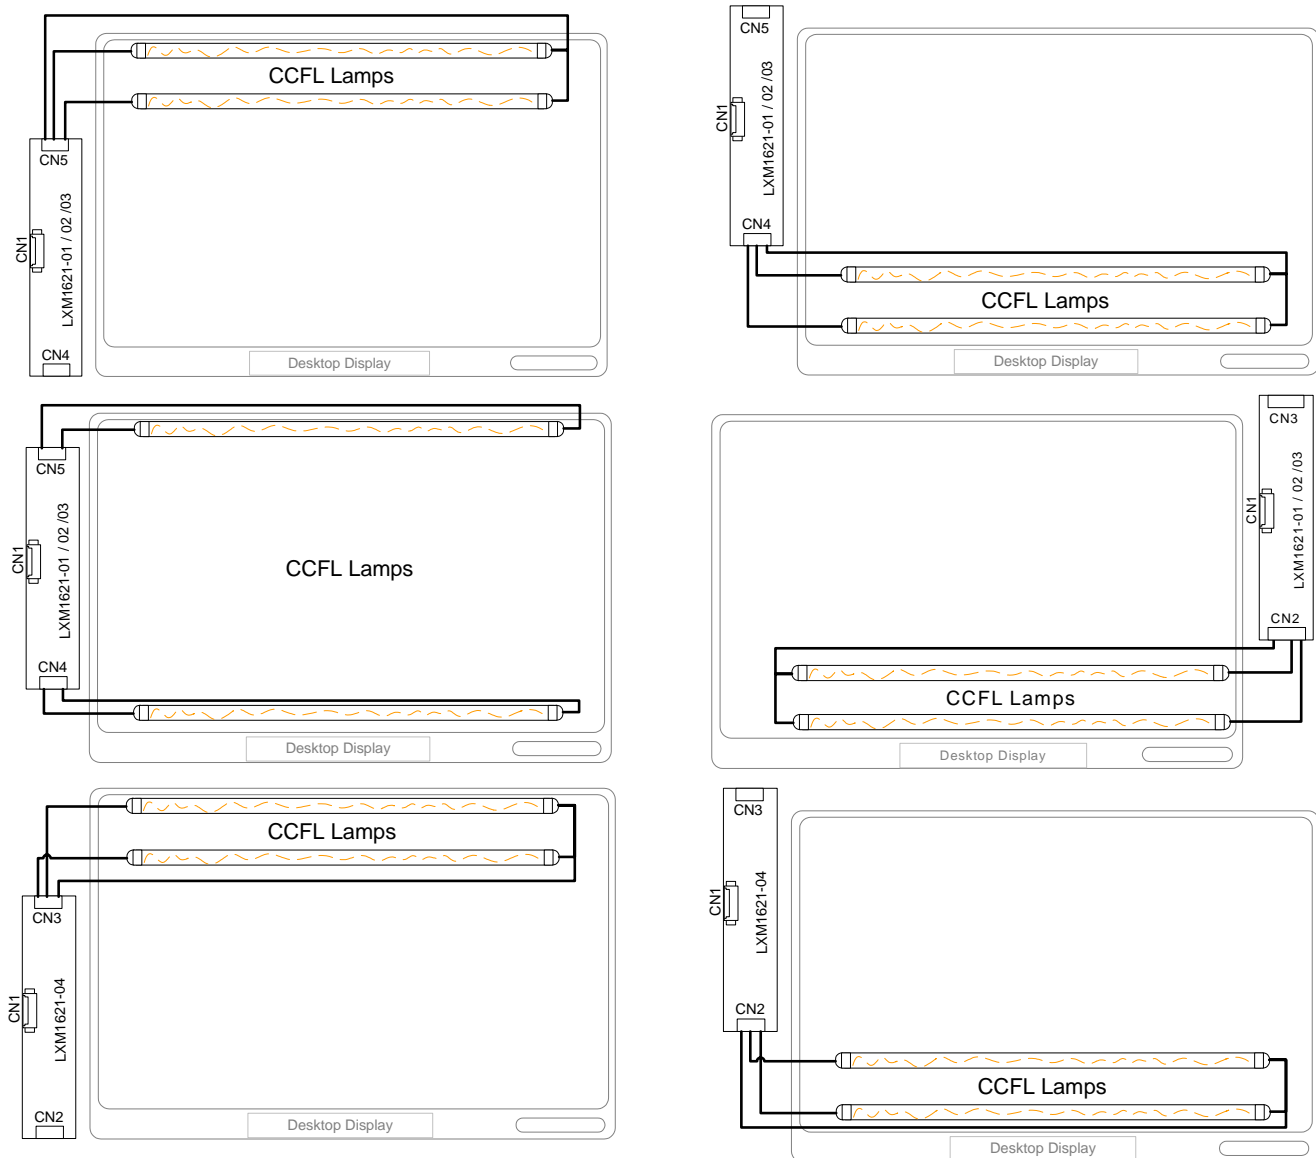 CCFL Lamps
CN5
CN1
LXM1621-01 / 02 /03
CN4
Desktop Display
CN5
CN1
LXM1621-01 / 02 /03
CN4
CCFL Lamps
Desktop Display
CN5
CN1
LXM1621-01 / 02 /03
CCFL Lamps
CN4
Desktop Display
CN3
CN1
LXM1621-01 / 02 /03
CN2
CCFL Lamps
Desktop Display
CCFL Lamps
CN3
CN1
LXM1621-04
CN2
Desktop Display
CN3
CN1
LXM1621-04
CN2
CCFL Lamps
Desktop Display